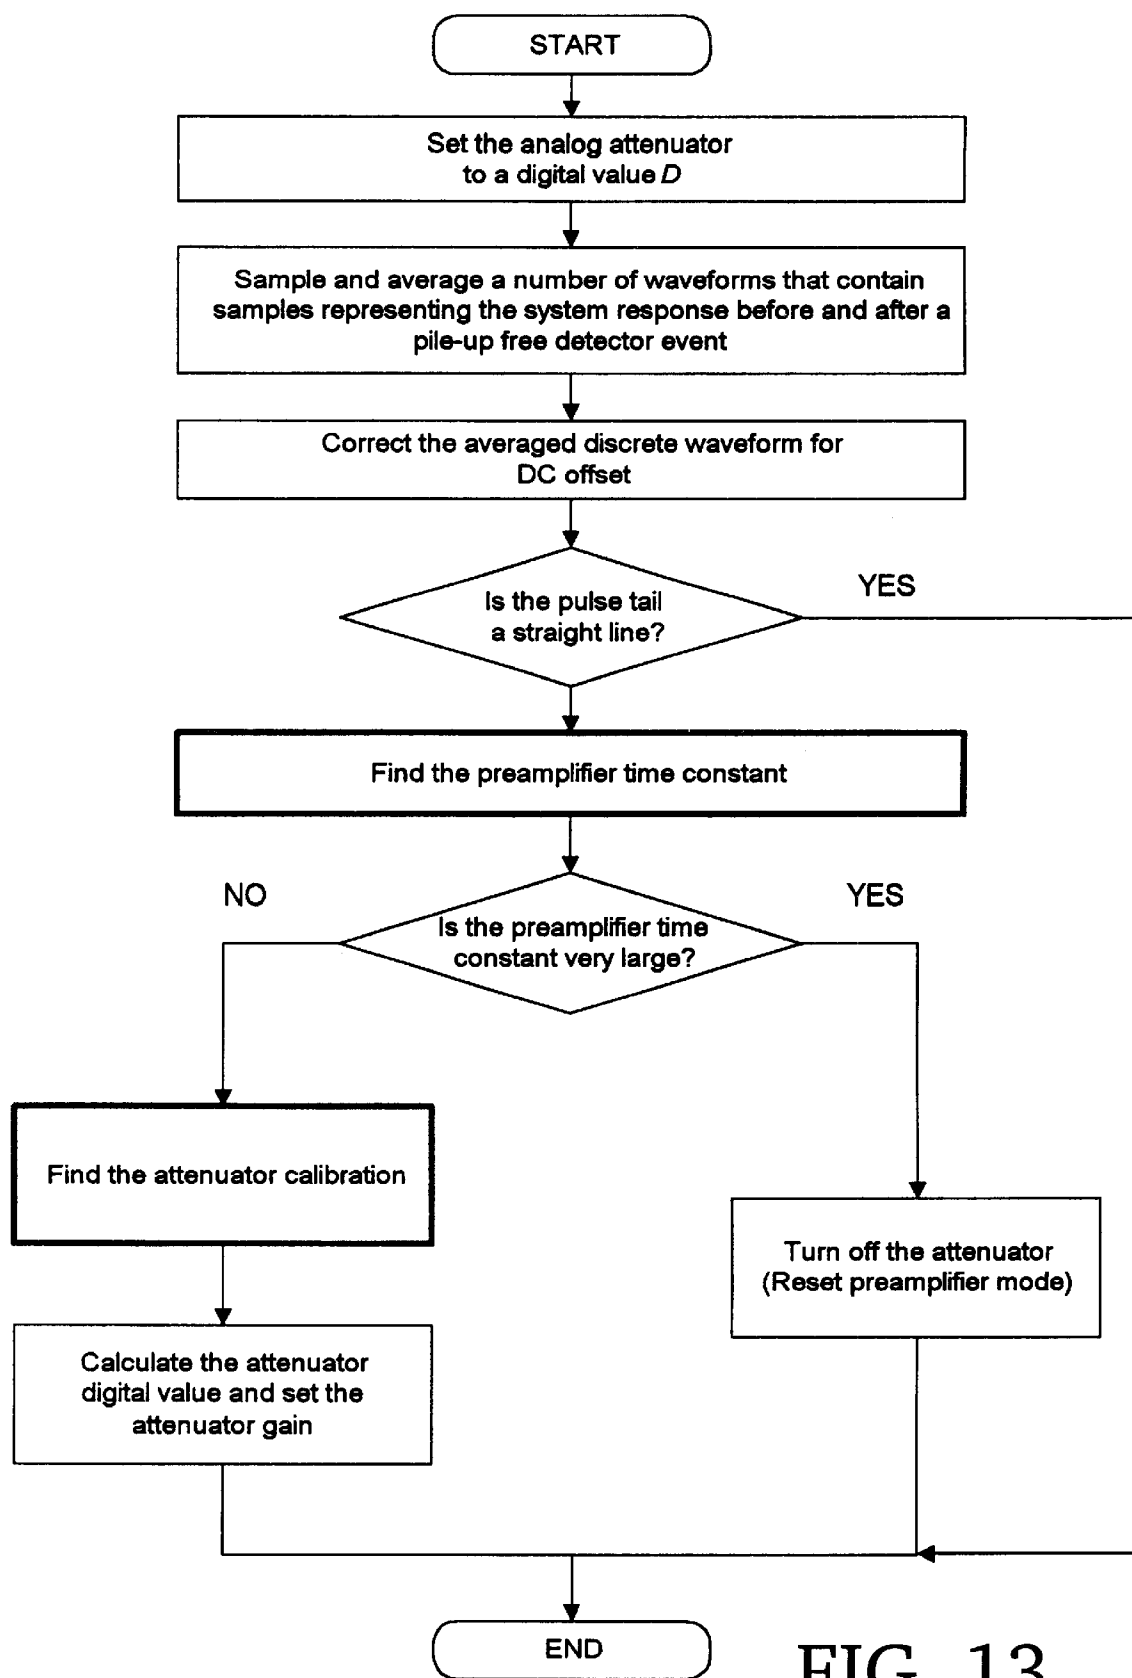 START
Set the analog attenuator
to a digital value D
Sample and average a number of waveforms that contain
samples representing the system response before and after a
pile-up free detector event
Correct the averaged discrete waveform for
DC offset
Is the pulse tail
a straight line?
YES
Find the preamplifier time constant
NO
Is the preamplifier time
constant very large?
YES
Find the attenuator calibration
Turn off the attenuator
(Reset preamplifier mode)
Calculate the attenuator
digital value and set the
attenuator gain
END
FIG. 13